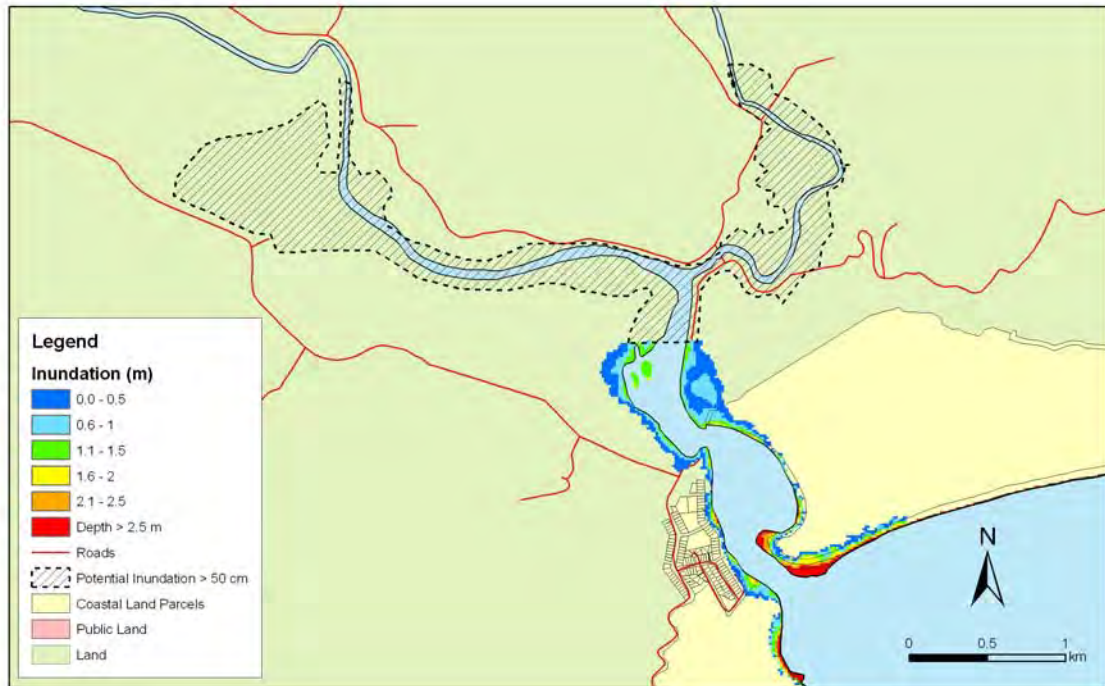 Legend
Inundation (m)
0.0 - 0.5
0.6 - 1
1.1 - 1.5
1.6 - 2
2.1 - 2.5
Depth > 2.5 m
Roads
Potential Inundation > 50 cm
Coastal Land Parcels
Public Land
Land
N
0 0.5 1
km